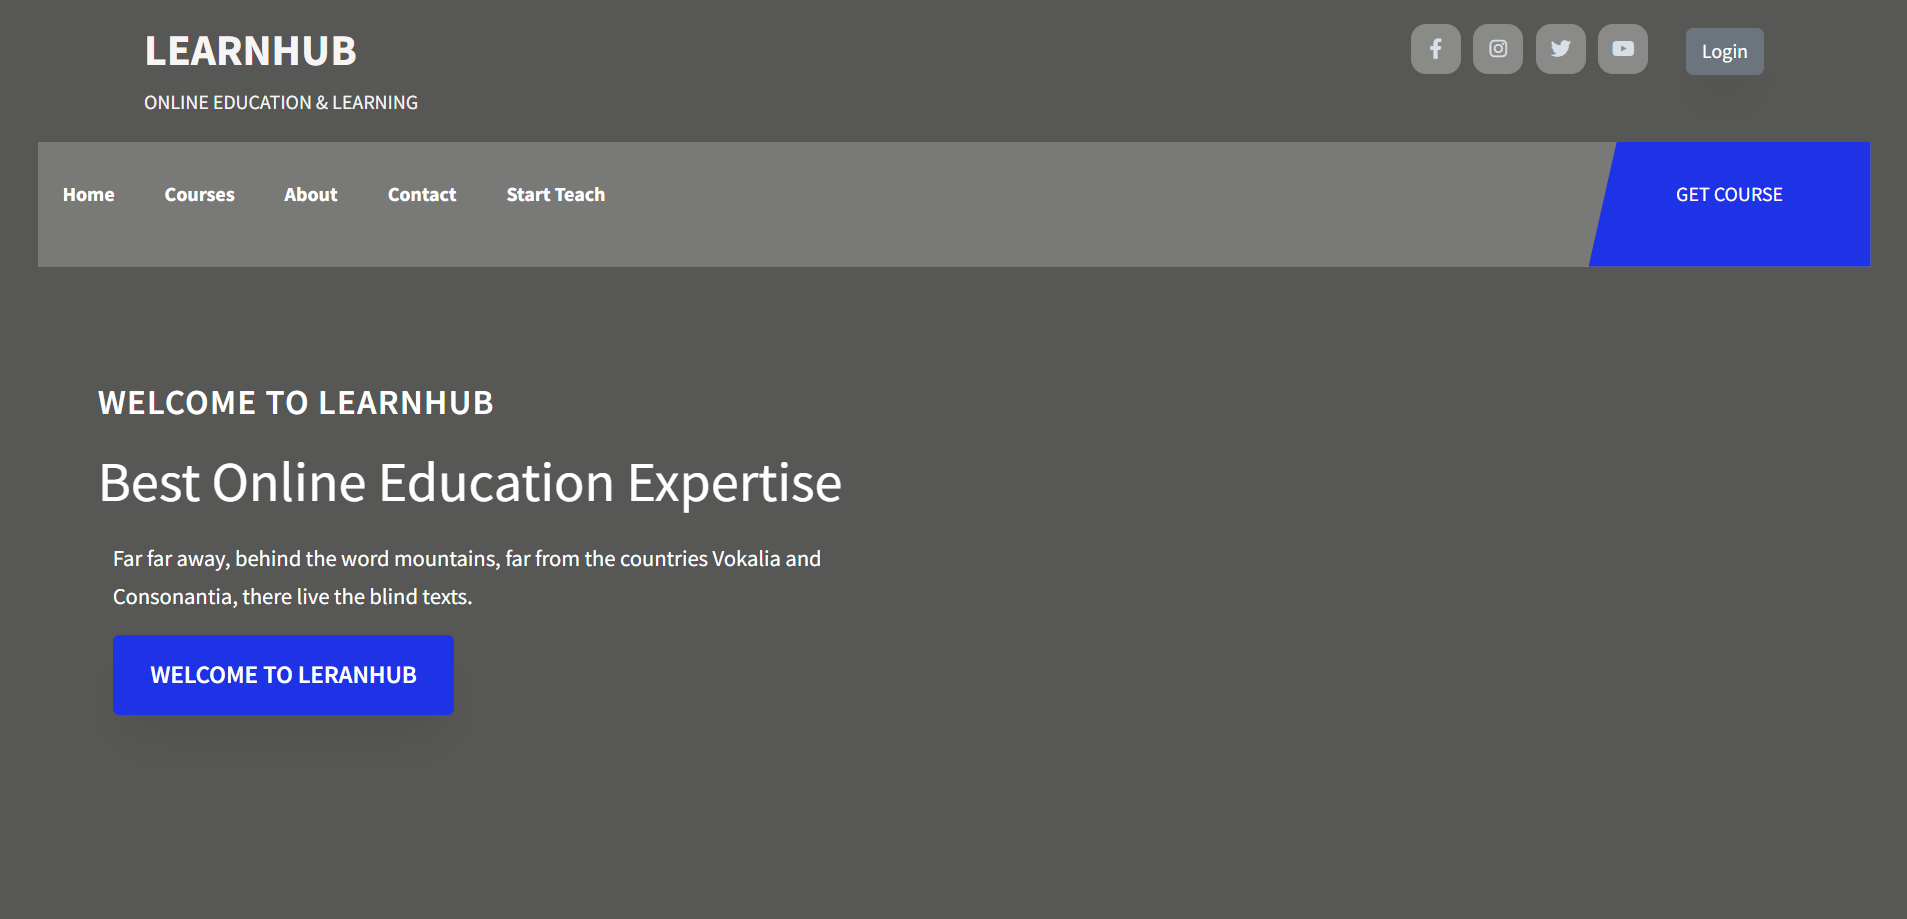 LEARNHUB
ONLINE EDUCATION & LEARNING
Login
Home Courses About Contact Start Teach
GET COURSE
WELCOME TO LEARNHUB
Best Online Education Expertise
Far far away, behind the word mountains, far from the countries Vokalia and
Consonantia, there live the blind texts.
WELCOME TO LERANHUB